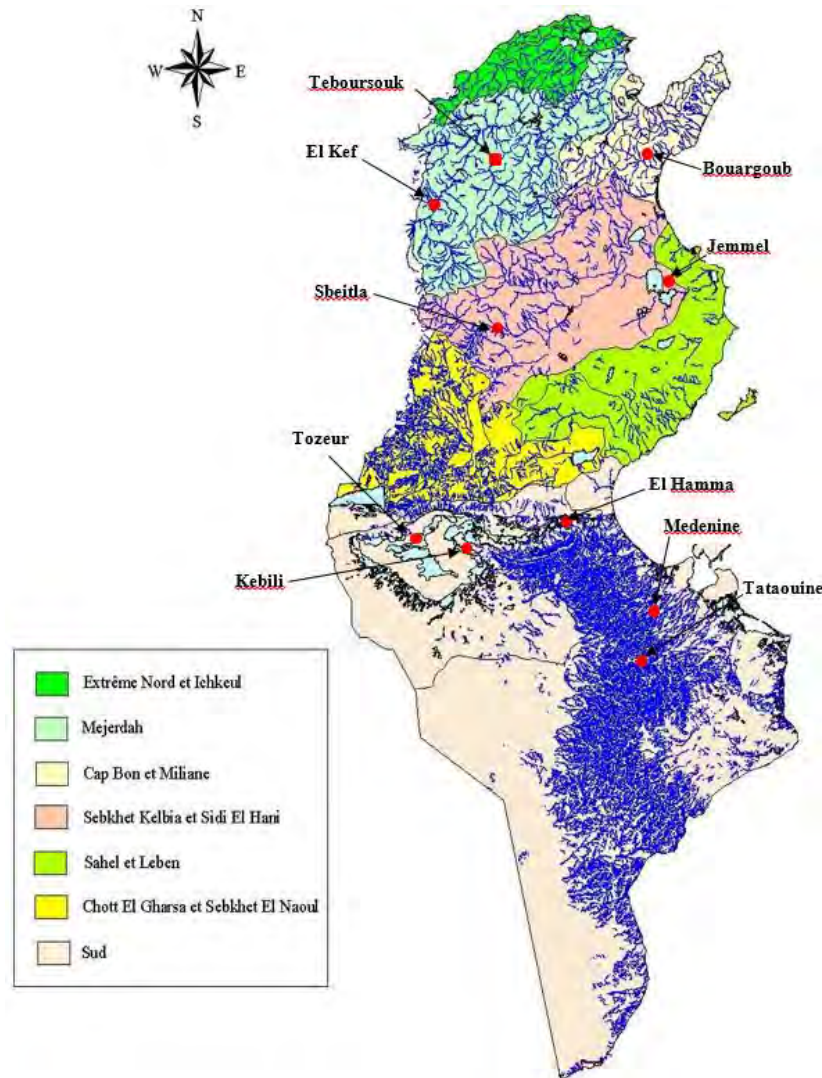 N
W E
S
Teboursouk
El Kef
Bouargoub
Jemmel
Sbeitla
Tozeur
El Hamma
Medenine
Kebili
Tataouine
Extrême Nord et Ichkeul
Mejerdah
Cap Bon et Miliane
Sebkhet Kelbia et Sidi El Hani
Sahel et Leben
Chott El Gharsa et Sebkhet El Naoul
Sud